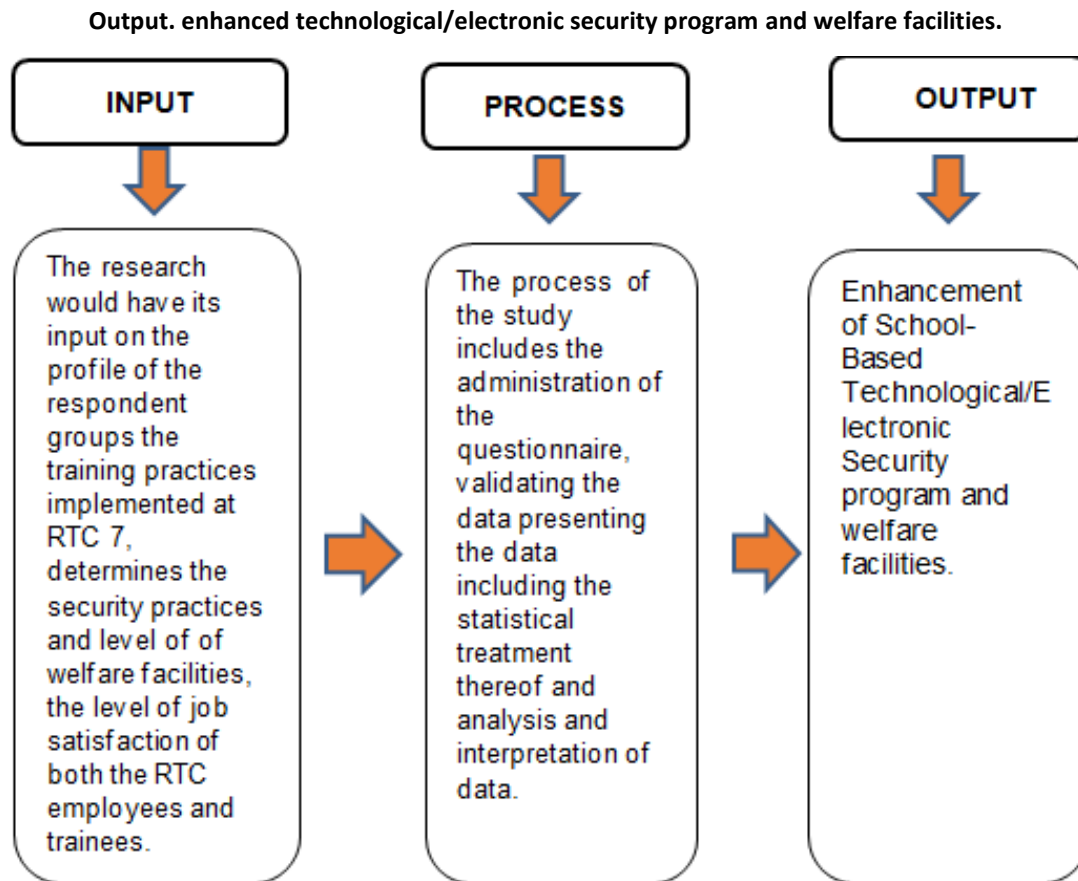 Output. enhanced technological/electronic security program and welfare facilities.
INPUT
PROCESS
OUTPUT
The research
would have its
input on the
profile of the
respondent
groups the
training practices
implemented at
RTC 7,
determines the
security practices
and level of of
welfare facilities,
the level of job
satisfaction of
both the RTC
employees and
trainees.
The process of
the study
includes the
administration of
the
questionnaire,
validating the
data presenting
the data
including the
statistical
treatment
thereof and
analysis and
interpretation of
data.
Enhancement
of School-
Based
Technological/E
lectronic
Security
program and
welfare
facilities.